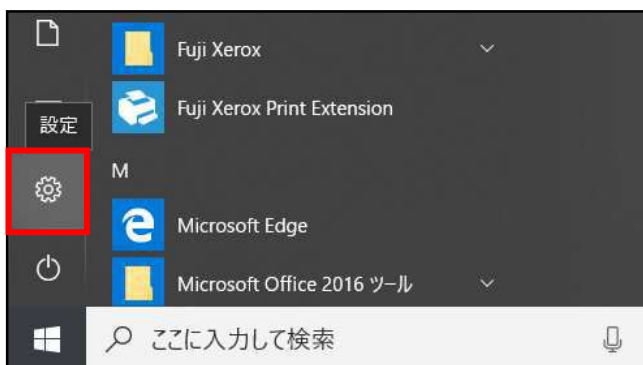 Fuji Xerox
Fuji Xerox Print Extension
設定
M
Microsoft Edge
Microsoft Office 2016 ツール
ここに入力して検索